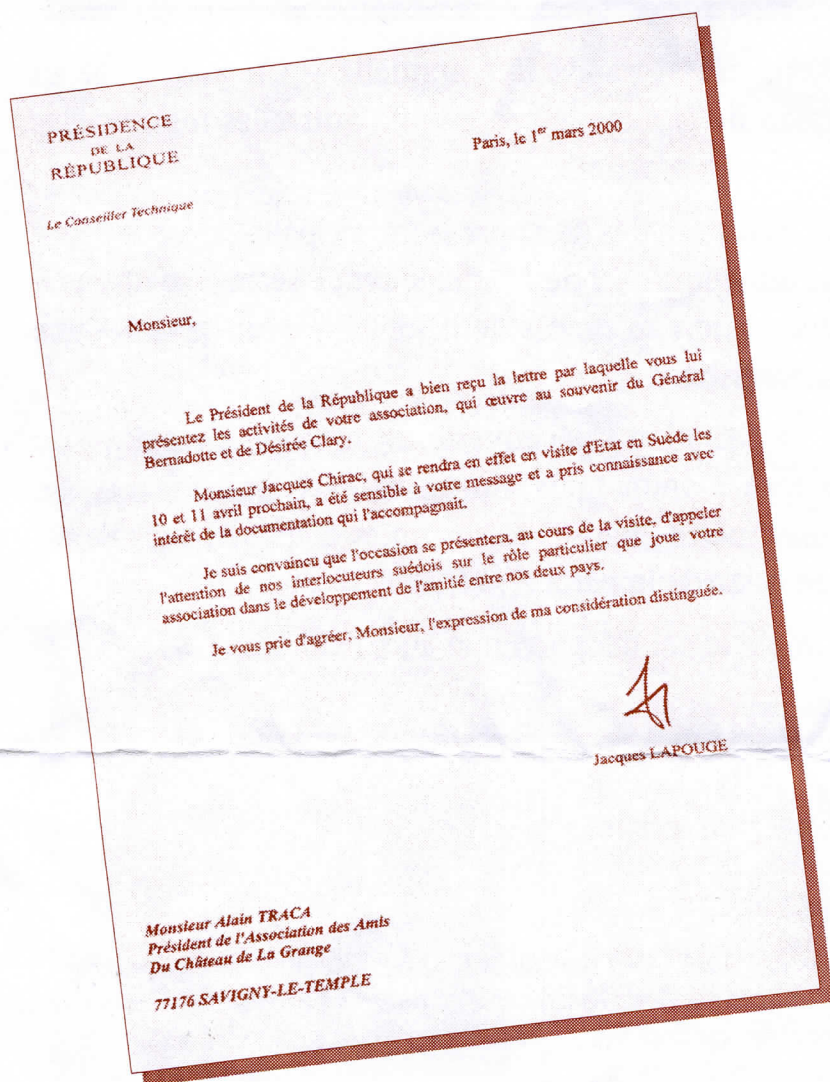 PRÉSIDENCE
DE LA
RÉPUBLIQUE
Le Conseiller Technique
Paris, le 1er mars 2000
Monsieur,
Le Président de la République a bien reçu la lettre par laquelle vous lui
présentez les activités de votre association, qui œuvre au souvenir du Général
Bernadotte et de Désirée Clary.
Monsieur Jacques Chirac, qui se rendra en effet en visite d'Etat en Suède les
10 et 11 avril prochain, a été sensible à votre message et a pris connaissance avec
intérêt de la documentation qui l'accompagnait.
Je suis convaincu que l'occasion se présentera, au cours de la visite, d'appeler
l'attention de nos interlocuteurs suédois sur le rôle particulier que joue votre
association dans le développement de l'amitié entre nos deux pays.
Je vous prie d'agréer, Monsieur, l'expression de ma considération distinguée.
Jacques LAPOUGE
Monsieur Alain TRACA
Président de l'Association des Amis
Du Château de La Grange
77176 SAVIGNY-LE-TEMPLE